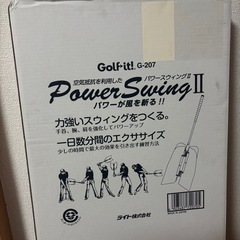 Golf-it! G-207
空気抵抗を利用した
パワースウィングⅡ
PowerSwingⅡ
パワーが風を斬る!!
力強いスウィングをつくる。
手首、腕、肩を強化してパワーアップ
一日数分間のエクササイズ
少しの時間で最大の効果を引き出す練習方法
ライト株式会社